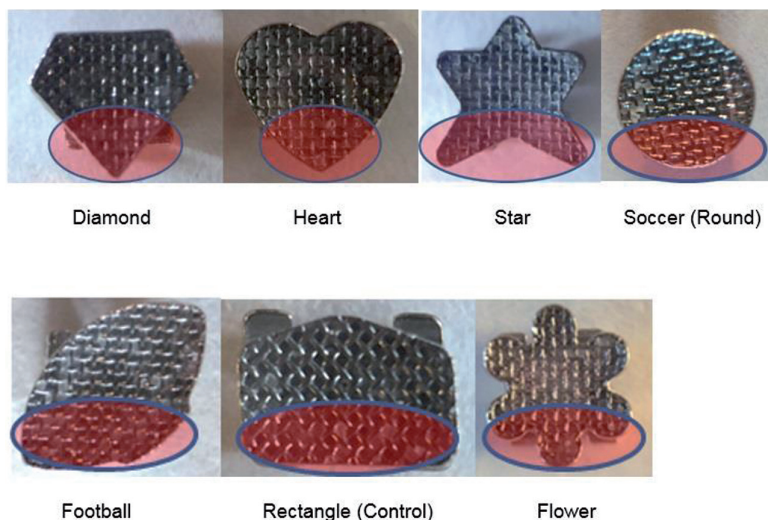 Diamond
Heart
Star
Soccer (Round)
Football
Rectangle (Control)
Flower